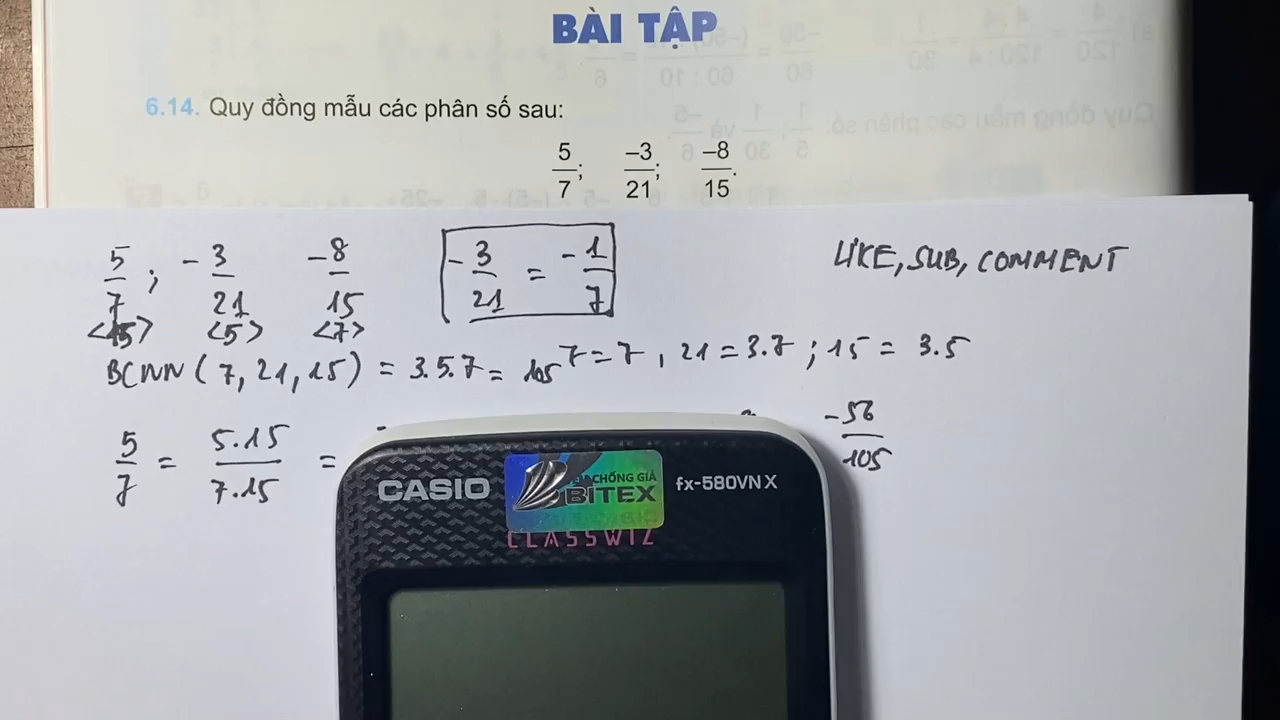 BÀI TẬP
6.14. Quy đồng mẫu các phân số sau:
5/7; –3/21; –8/15.
5/7 ; -3/21 -8/15 -3/21 = -1/7 LIKE, SUB, COMMENT
<15> <5> <7>
BCNN (7, 21, 15) = 3.5.7 = 105 7 = 7 , 21 = 3.7 ; 15 = 3.5
5/7 = 5.15/7.15 = -56/105
CASIO CHỐNG GIẢ BITEX fx-580VN X
CLASSWIZ